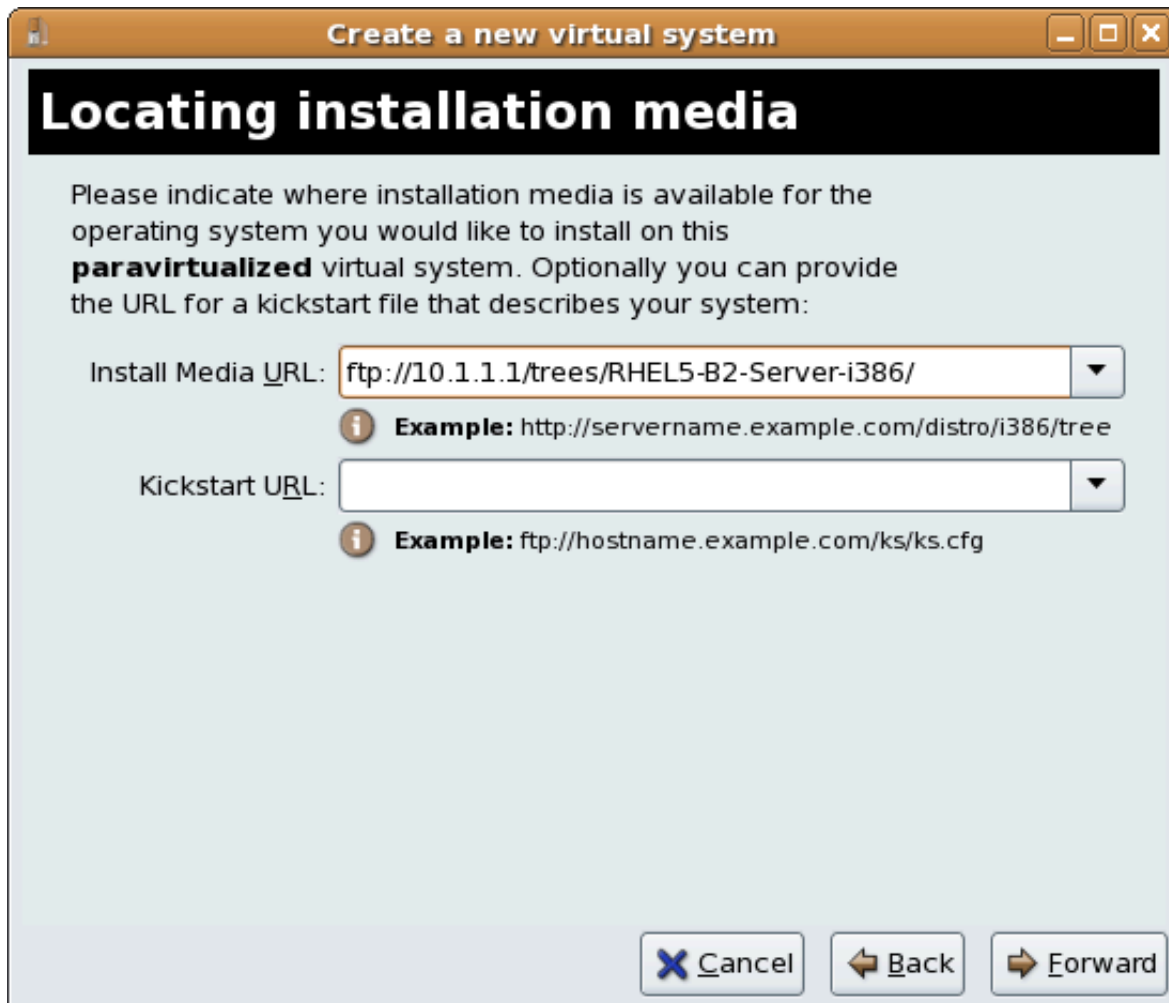 Create a new virtual system
Locating installation media
Please indicate where installation media is available for the
operating system you would like to install on this
paravirtualized virtual system. Optionally you can provide
the URL for a kickstart file that describes your system:
Install Media URL: ftp://10.1.1.1/trees/RHEL5-B2-Server-i386/
Example: http://servername.example.com/distro/i386/tree
Kickstart URL:
Example: ftp://hostname.example.com/ks/ks.cfg
Cancel Back Forward